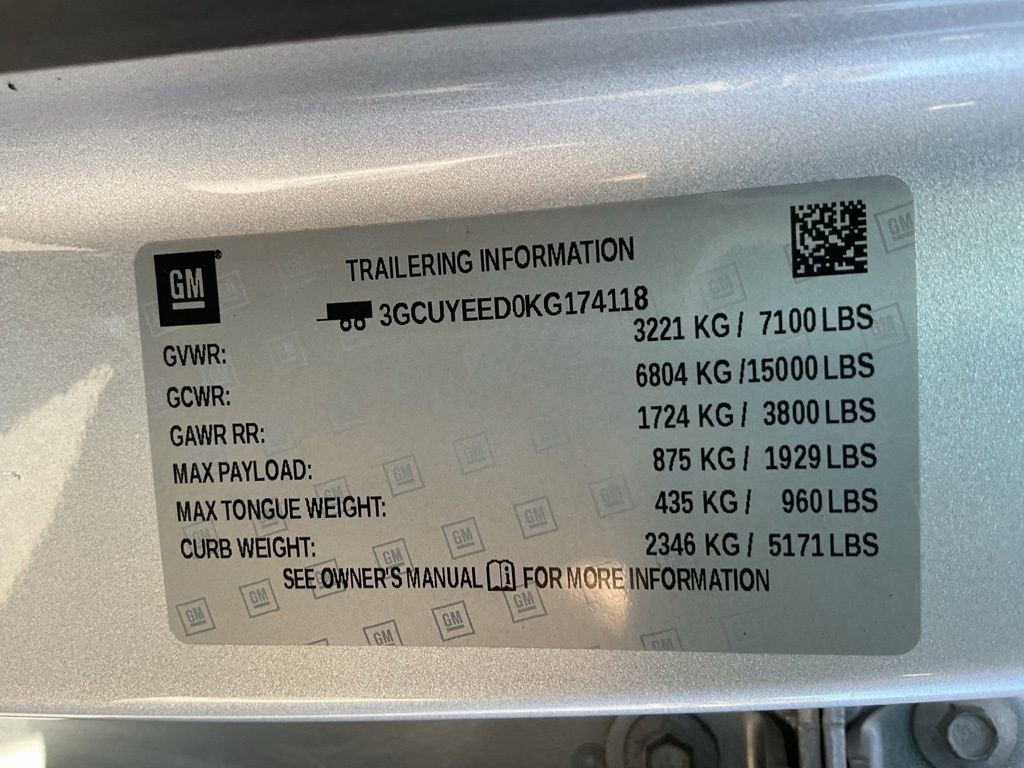 GM
TRAILERING INFORMATION
3GCUYEED0KG174118
GVWR: 3221 KG / 7100 LBS
GCWR: 6804 KG /15000 LBS
GAWR RR: 1724 KG / 3800 LBS
MAX PAYLOAD: 875 KG / 1929 LBS
MAX TONGUE WEIGHT: 435 KG / 960 LBS
CURB WEIGHT: 2346 KG / 5171 LBS
SEE OWNER'S MANUAL FOR MORE INFORMATION